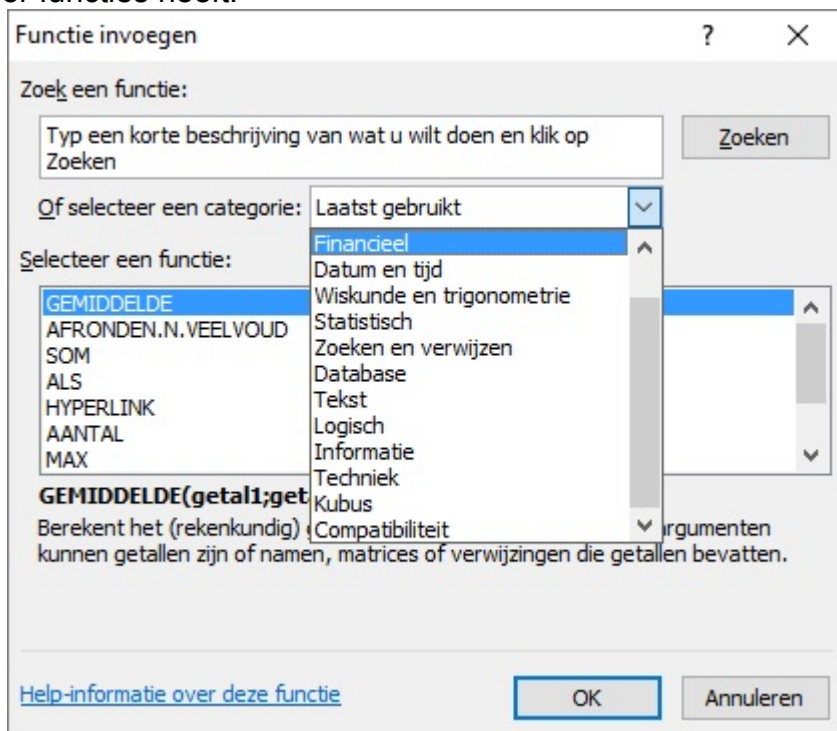 Functie invoegen ? X
Zoek een functie:
Typ een korte beschrijving van wat u wilt doen en klik op
Zoeken
Zoeken
Of selecteer een categorie: Laatst gebruikt
Financieel
Datum en tijd
Wiskunde en trigonometrie
Statistisch
Zoeken en verwijzen
Database
Tekst
Logisch
Informatie
Techniek
Kubus
Compatibiliteit
Selecteer een functie:
GEMIDDELDE
AFRONDEN.N.VEELVOUD
SOM
ALS
HYPERLINK
AANTAL
MAX
GEMIDDELDE(getal1;get
Berekent het (rekenkundig) rgumenten
kunnen getallen zijn of namen, matrices of verwijzingen die getallen bevatten.
Help-informatie over deze functie
OK
Annuleren